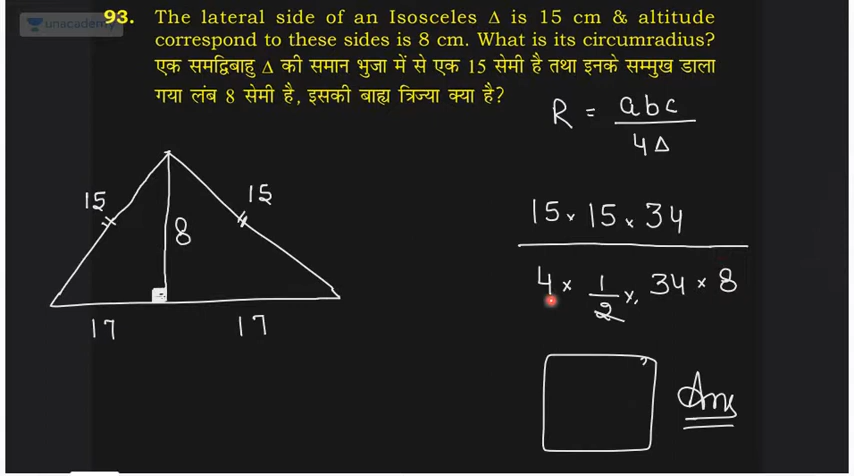 unacademy
93. The lateral side of an Isosceles Δ is 15 cm & altitude
correspond to these sides is 8 cm. What is its circumradius?
एक समद्विबाहु Δ की समान भुजा में से एक 15 सेमी है तथा इनके सम्मुख डाला
गया लंब 8 सेमी है, इसकी बाह्य त्रिज्या क्या है?
R = abc / 4Δ
15 15
8
17 17
15 × 15 × 34
4 × 1/2 × 34 × 8
Ans